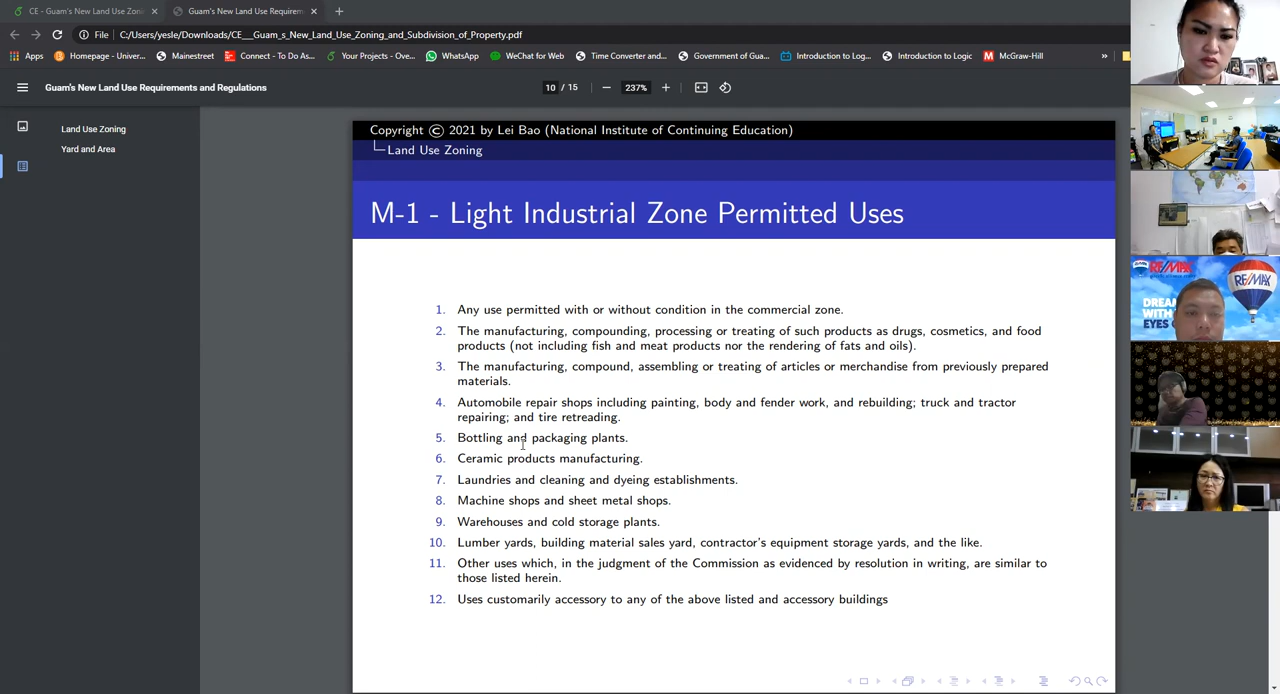 CE - Guam's New Land Use Zoni
Guam's New Land Use Requirem
File C:/Users/yesle/Downloads/CE__Guam_s_New_Land_Use_Zoning_and_Subdivision_of_Property.pdf
Apps Homepage - Univer... Mainstreet Connect - To Do As... Your Projects - Ove... WhatsApp WeChat for Web Time Converter and... Government of Gua... Introduction to Log... Introduction to Logic McGraw-Hill »
Guam's New Land Use Requirements and Regulations 10 / 15 237%
Land Use Zoning
Yard and Area
Copyright © 2021 by Lei Bao (National Institute of Continuing Education)
Land Use Zoning
M-1 - Light Industrial Zone Permitted Uses
1. Any use permitted with or without condition in the commercial zone.
2. The manufacturing, compounding, processing or treating of such products as drugs, cosmetics, and food
products (not including fish and meat products nor the rendering of fats and oils).
3. The manufacturing, compound, assembling or treating of articles or merchandise from previously prepared
materials.
4. Automobile repair shops including painting, body and fender work, and rebuilding; truck and tractor
repairing; and tire retreading.
5. Bottling and packaging plants.
6. Ceramic products manufacturing.
7. Laundries and cleaning and dyeing establishments.
8. Machine shops and sheet metal shops.
9. Warehouses and cold storage plants.
10. Lumber yards, building material sales yard, contractor's equipment storage yards, and the like.
11. Other uses which, in the judgment of the Commission as evidenced by resolution in writing, are similar to
those listed herein.
12. Uses customarily accessory to any of the above listed and accessory buildings
RE/MAX
RE/MAX
DREA
WITH
EYES